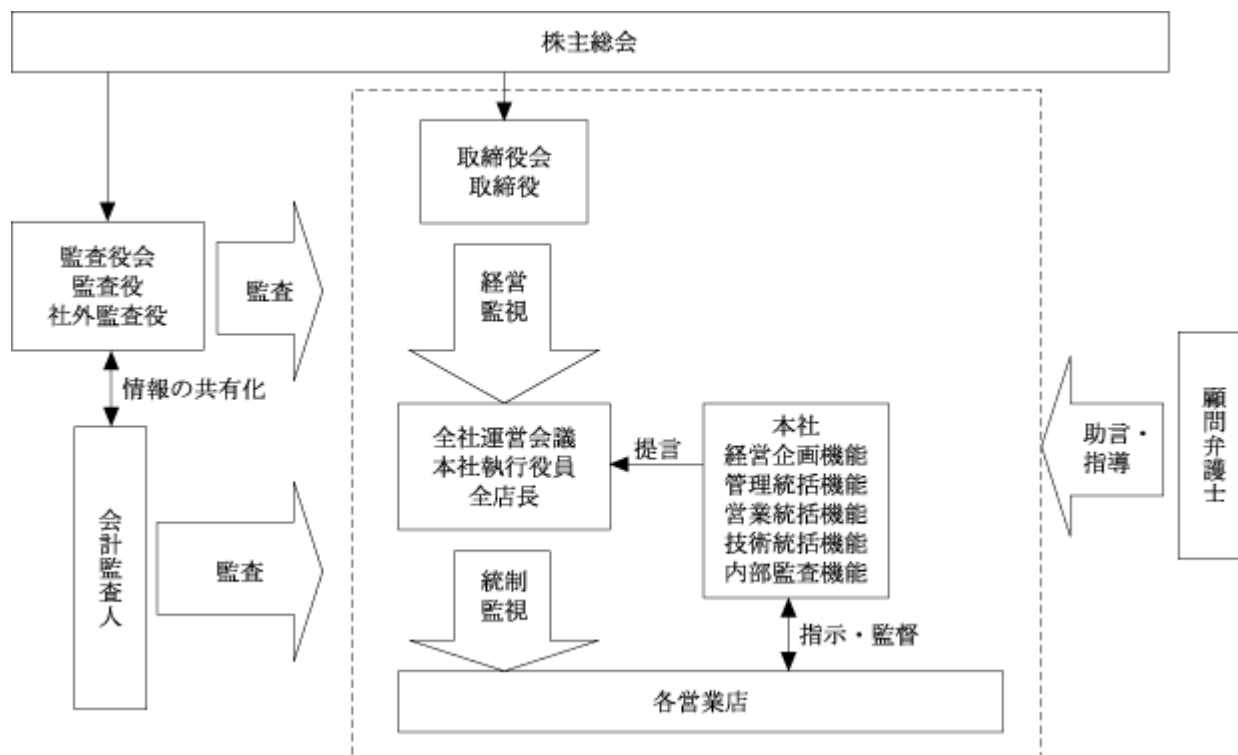 株主総会
取締役会
取締役
監査役会
監査役
社外監査役
監査
経営
監視
情報の共有化
全社運営会議
本社執行役員
全店長
提言
本社
経営企画機能
管理統括機能
営業統括機能
技術統括機能
内部監査機能
助言・
指導
顧問弁護士
会計監査人
監査
統制
監視
指示・監督
各営業店